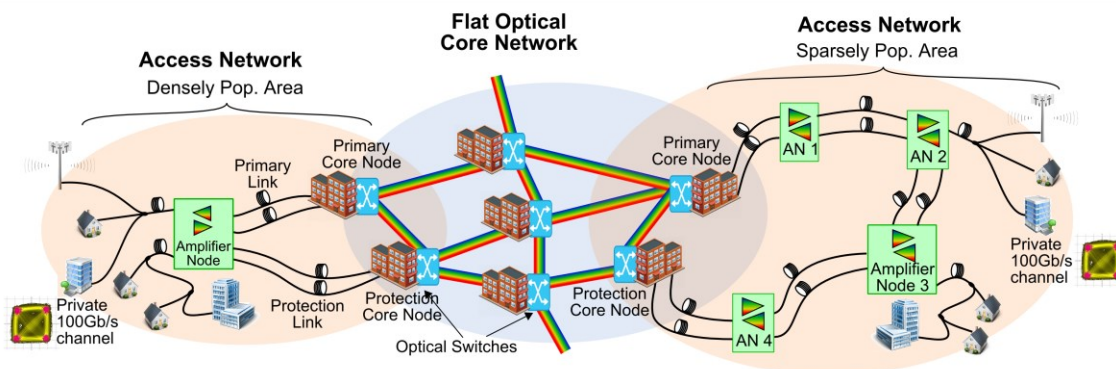 Flat Optical
Core Network
Access Network
Densely Pop. Area
Access Network
Sparsely Pop. Area
Primary
Core Node
Primary
Link
Amplifier
Node
Private
100Gb/s
channel
Protection
Link
Protection
Core Node
Optical Switches
Primary
Core Node
Protection
Core Node
AN 1
AN 2
Amplifier
Node 3
AN 4
Private
100Gb/s
channel